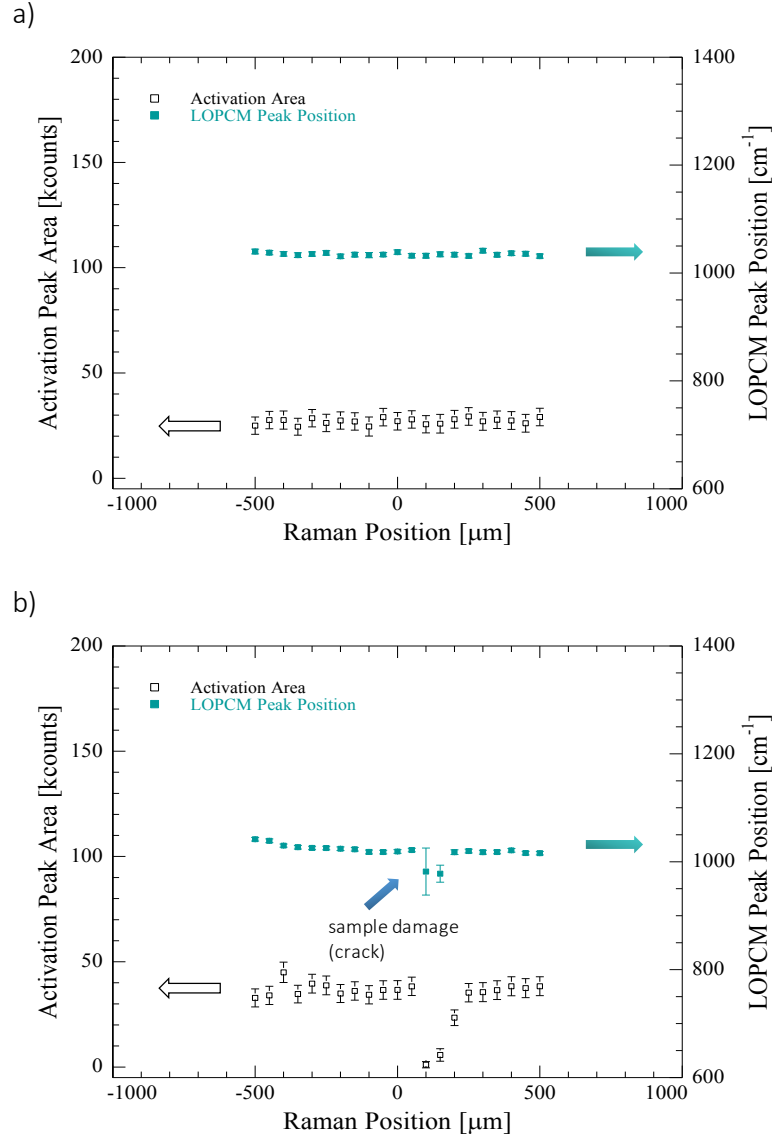 a)
200
150
100
50
0
Activation Peak Area [kcounts]
Activation Area
LOPCM Peak Position
1400
1200
1000
800
600
LOPCM Peak Position [cm⁻¹]
-1000
-500
0
500
1000
Raman Position [μm]
b)
200
150
100
50
0
Activation Peak Area [kcounts]
Activation Area
LOPCM Peak Position
sample damage
(crack)
1400
1200
1000
800
600
LOPCM Peak Position [cm⁻¹]
-1000
-500
0
500
1000
Raman Position [μm]